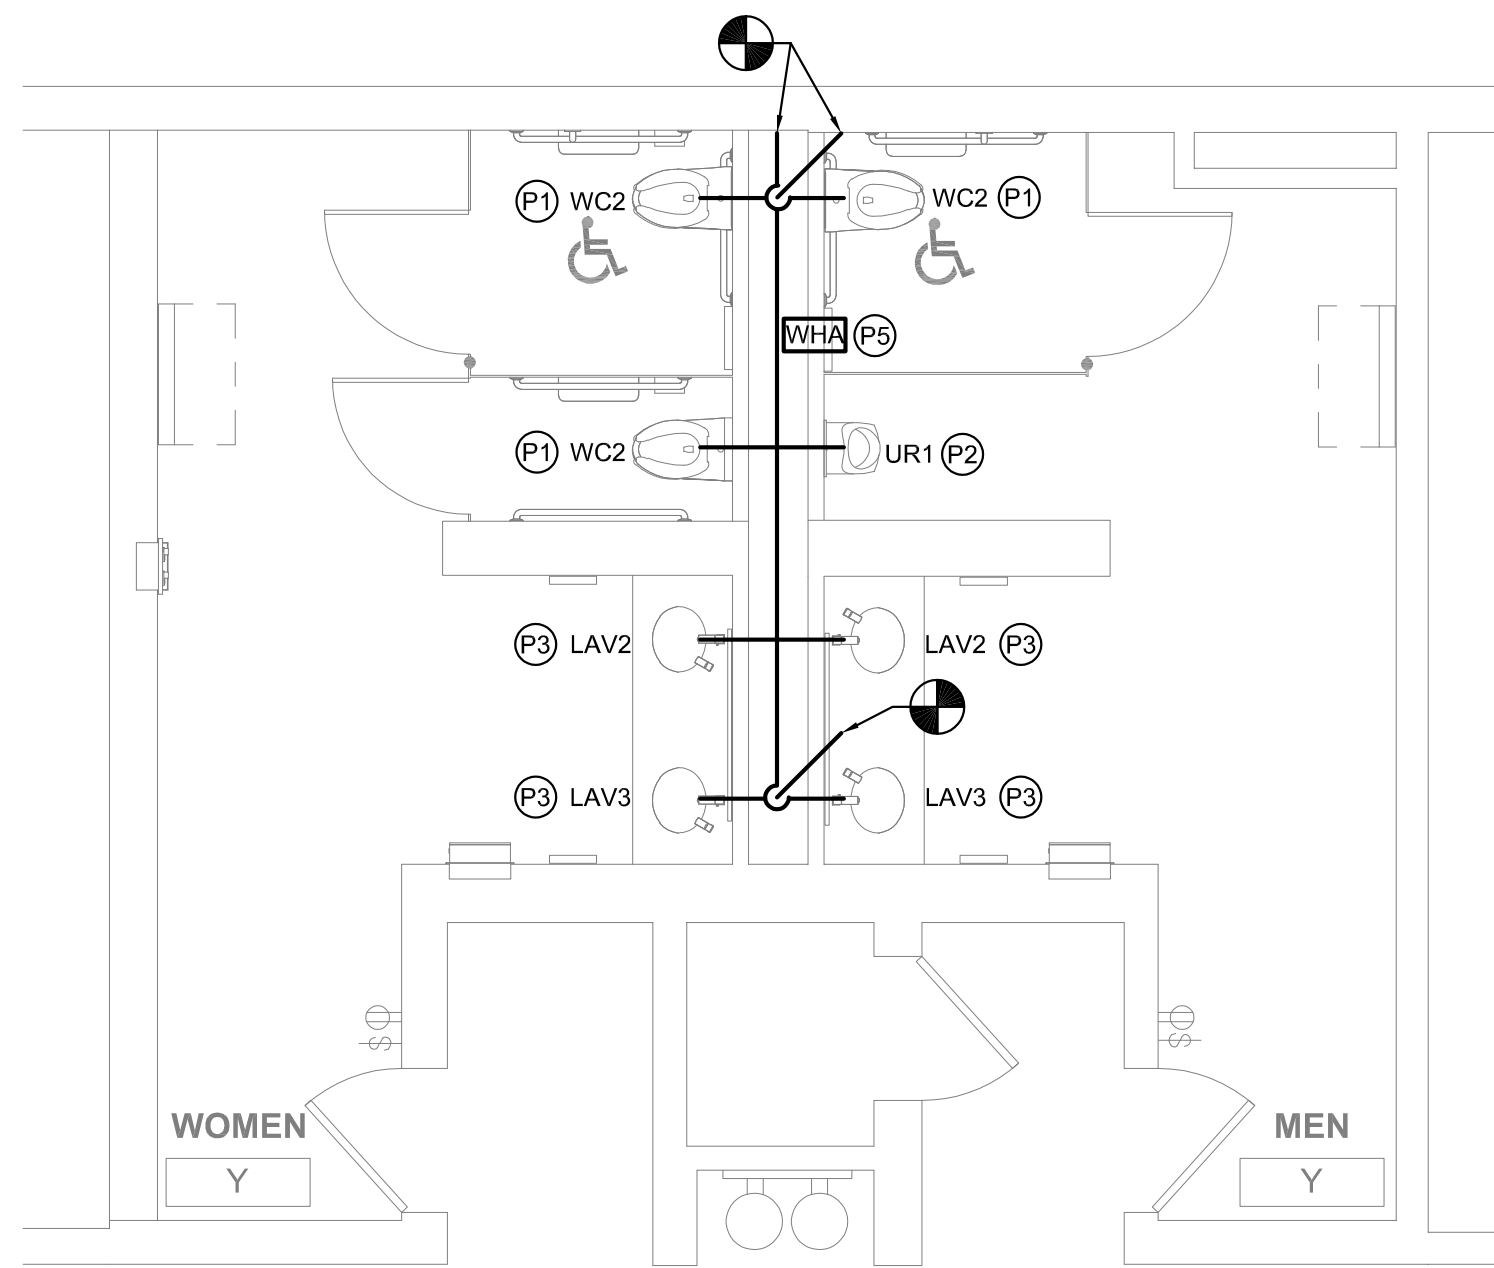 P1 WC2
WC2 P1
WHA P5
P1 WC2
UR1 P2
P3 LAV2
LAV2 P3
P3 LAV3
LAV3 P3
S
S
WOMEN
MEN
Y
Y